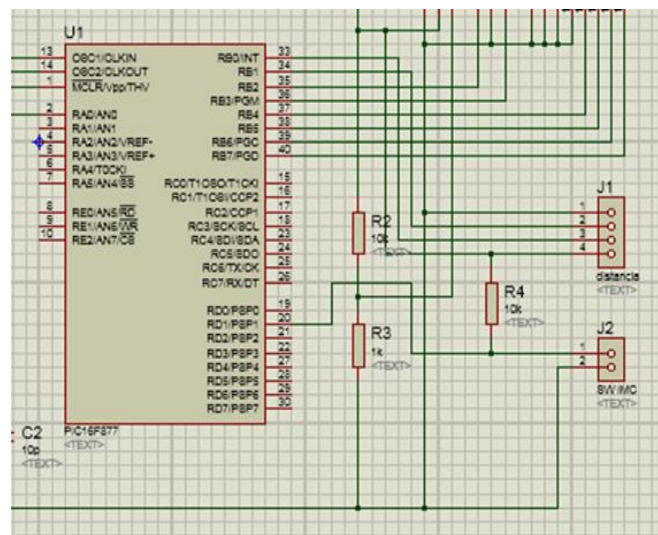 U1
13 OSC1/CLKIN
14 OSC2/CLKOUT
1 MCLR/Vpp/THV
2 RA0/AN0
3 RA1/AN1
4 RA2/AN2/VREF-
5 RA3/AN3/VREF+
6 RA4/T0CKI
7 RA5/AN4/SS
8 RE0/AN5/RD
9 RE1/AN6/WR
10 RE2/AN7/CS
RB0/INT 33
RB1 34
RB2 35
RB3/PGM 36
RB4 37
RB5 38
RB6/PGC 39
RB7/PGD 40
RC0/T1OSO/T1CKI 15
RC1/T1OSI/CCP2 16
RC2/CCP1 17
RC3/SCK/SCL 18
RC4/SDI/SDA 23
RC5/SDO 24
RC6/TX/CK 25
RC7/RX/DT 26
RD0/PSP0 19
RD1/PSP1 20
RD2/PSP2 21
RD3/PSP3 22
RD4/PSP4 27
RD5/PSP5 28
RD6/PSP6 29
RD7/PSP7 30
PIC16F877
<TEXT>
C2
10p
<TEXT>
R2
10k
<TEXT>
R3
1k
<TEXT>
R4
10k
<TEXT>
J1
1
2
3
4
distancia
<TEXT>
J2
1
2
SW IMC
<TEXT>